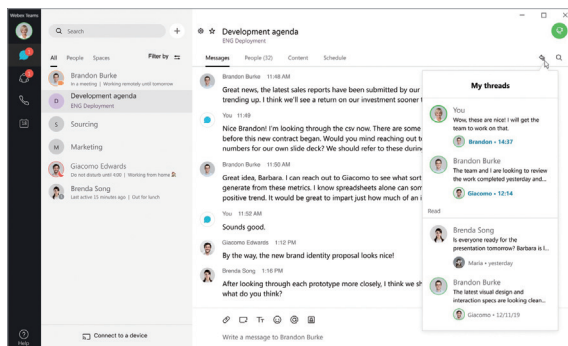 Webex Teams
Search
All People Spaces Filter by
Brandon Burke
In a meeting | Working remotely until tomorrow
D Development agenda
ENG Deployment
S Sourcing
M Marketing
Giacomo Edwards
Do not disturb until 4:00 | Working from home
Brenda Song
Last active 15 minutes ago | Out for lunch
Connect to a device
Help
Development agenda
ENG Deployment
Messages People (32) Content Schedule
Brandon Burke 11:48 AM
Great news, the latest sales reports have been submitted by our
trending up. I think we'll see a return on our investment sooner t
You 11:49
Nice Brandon! I'm looking through the csv now. There are some
before this new contract began. Would you mind reaching out t
numbers for our own slide deck? We should refer to these durin
Brandon Burke 11:50 AM
Great idea, Barbara. I can reach out to Giacomo to see what sort
generate from these metrics. I know spreadsheets alone can som
positive trend. It would be great to impart just how much of an i
You 11:52 AM
Sounds good.
Giacomo Edwards 1:12 PM
By the way, the new brand identity proposal looks nice!
Brenda Song 1:16 PM
After looking through each prototype more closely, I think we sh
what do you think?
Write a message to Brandon Burke
My threads
You
Wow, these are nice! I will get the
team to work on that.
Brandon • 14:37
Brandon Burke
The team and I are looking to review
the work completed yesterday and...
Giacomo • 12:14
Read
Brenda Song
Is everyone ready for the
presentation tomorrow? Barbara is l...
Maria • yesterday
Brandon Burke
The latest visual design and
interaction specs are looking clean...
Giacomo • 12/11/19